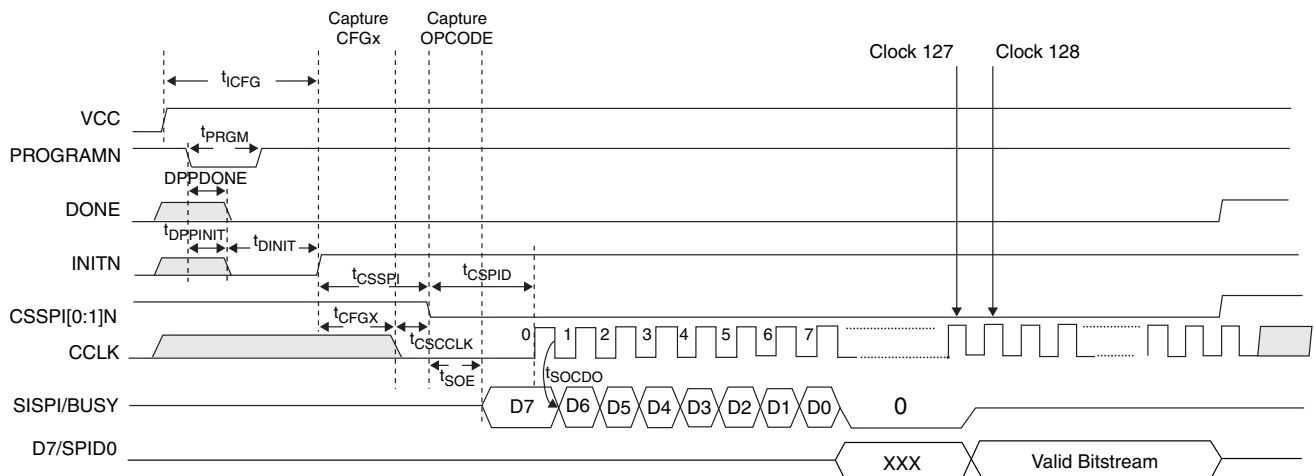 Capture
CFGx
Capture
OPCODE
Clock 127
Clock 128
tICFG
VCC
tPRGM
PROGRAMN
DPPDONE
DONE
tDPPINIT
tDINIT
INITN
tCSSPI
tCSPID
CSSPI[0:1]N
tCFGX
tCSCCLK
0 1 2 3 4 5 6 7
CCLK
tSOE
tSOCDO
SISPI/BUSY
D7 D6 D5 D4 D3 D2 D1 D0 0
D7/SPID0
XXX
Valid Bitstream